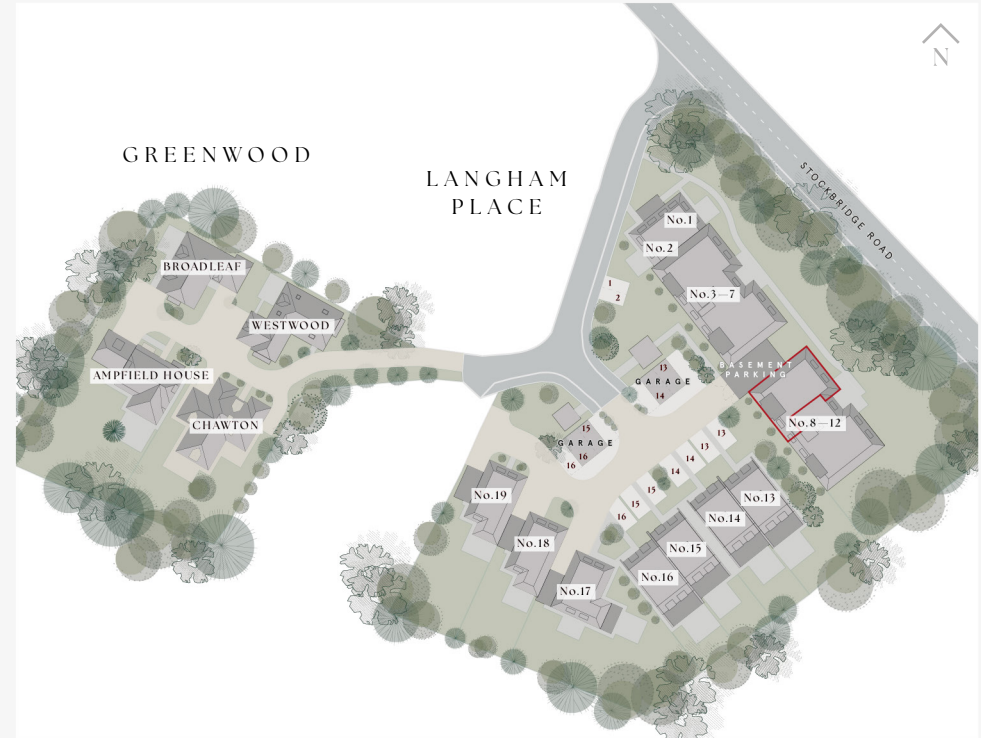 N
GREENWOOD
LANGHAM
PLACE
STOCKBRIDGE ROAD
No.1
No.2
No.3—7
1
2
BROADLEAF
WESTWOOD
AMPFIELD HOUSE
CHAWTON
13
GARAGE
14
BASEMENT
PARKING
No.8—12
15
GARAGE
16
16
13
13
14
14
15
15
16
No.13
No.14
No.15
No.16
No.17
No.18
No.19